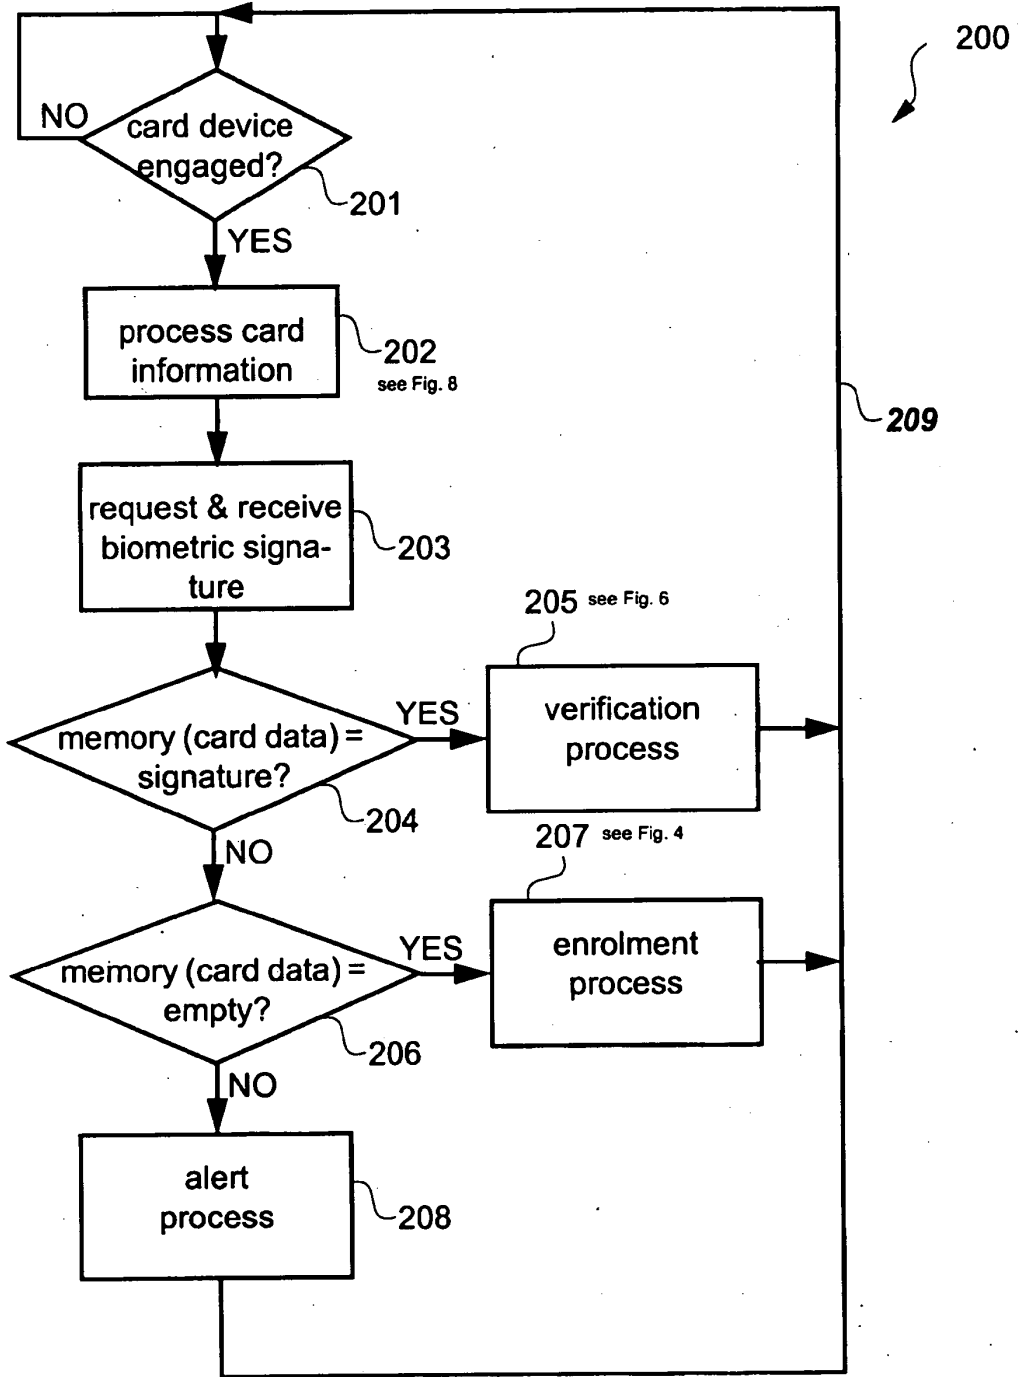 200
NO
card device
engaged?
201
YES
process card
information
202
see Fig. 8
209
request & receive
biometric signa-
ture
203
205 see Fig. 6
memory (card data) =
signature?
YES
verification
process
204
207 see Fig. 4
NO
memory (card data) =
empty?
YES
enrolment
process
206
NO
alert
process
208